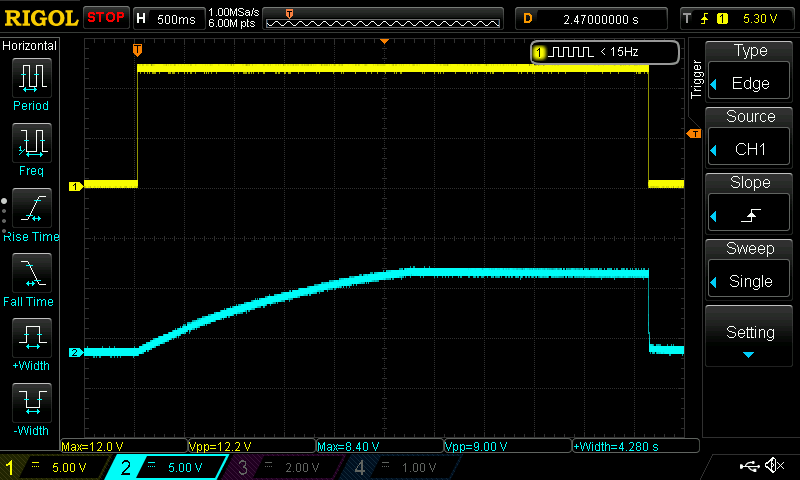 RIGOL STOP H 500ms 1.00MSa/s 6.00M pts T D 2.47000000 s T 1 5.30 V
Horizontal
T
1 < 15Hz
Period
Freq
Rise Time
Fall Time
+Width
-Width
1
2
T
Trigger
Type
Edge
Source
CH1
Slope
Sweep
Single
Setting
Max=12.0 V Vpp=12.2 V Max=8.40 V Vpp=9.00 V +Width=4.280 s
1 5.00 V 2 5.00 V 3 2.00 V 4 1.00 V